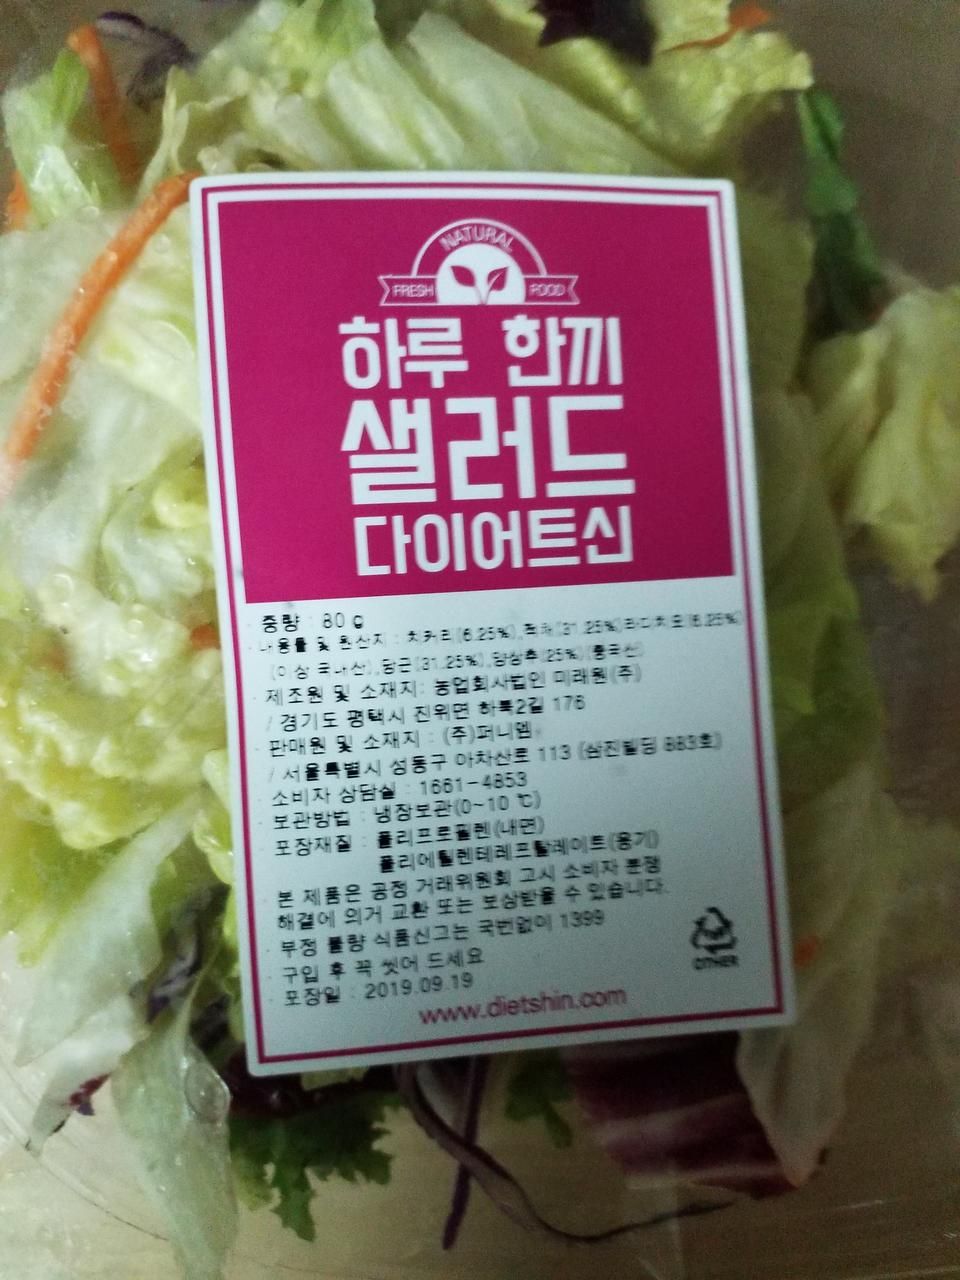 NATURAL
FRESH FOOD
하루 한끼
샐러드
다이어트신
· 중량 : 80 g
· 내용물 및 원산지 : 치커리(6.25%),적채(31.25%)라디치오(6.25%)
(이상 국내산),당근(31.25%),양상추(25%)(중국산)
· 제조원 및 소재지: 농업회사법인 미래원(주)
/ 경기도 평택시 진위면 하북2길 176
· 판매원 및 소재지 : (주)퍼니엠
/ 서울특별시 성동구 아차산로 113 (삼진빌딩 883호)
· 소비자 상담실 : 1661-4853
· 보관방법 : 냉장보관(0~10 ℃)
· 포장재질 : 폴리프로필렌(내면)
폴리에틸렌테레프탈레이트(용기)
· 본 제품은 공정 거래위원회 고시 소비자 분쟁
해결에 의거 교환 또는 보상받을 수 있습니다.
· 부정 불량 식품신고는 국번없이 1399
· 구입 후 꼭 씻어 드세요
· 포장일 : 2019.09.19
OTHER
www.dietshin.com